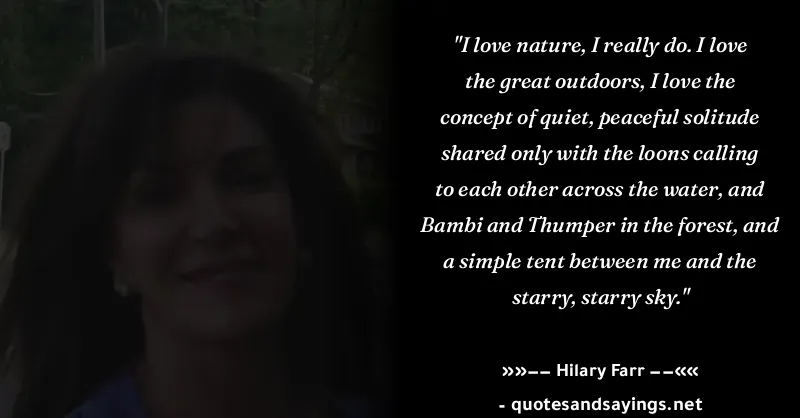 "I love nature, I really do. I love
the great outdoors, I love the
concept of quiet, peaceful solitude
shared only with the loons calling
to each other across the water, and
Bambi and Thumper in the forest, and
a simple tent between me and the
starry, starry sky."
»»–– Hilary Farr ––««
- quotesandsayings.net